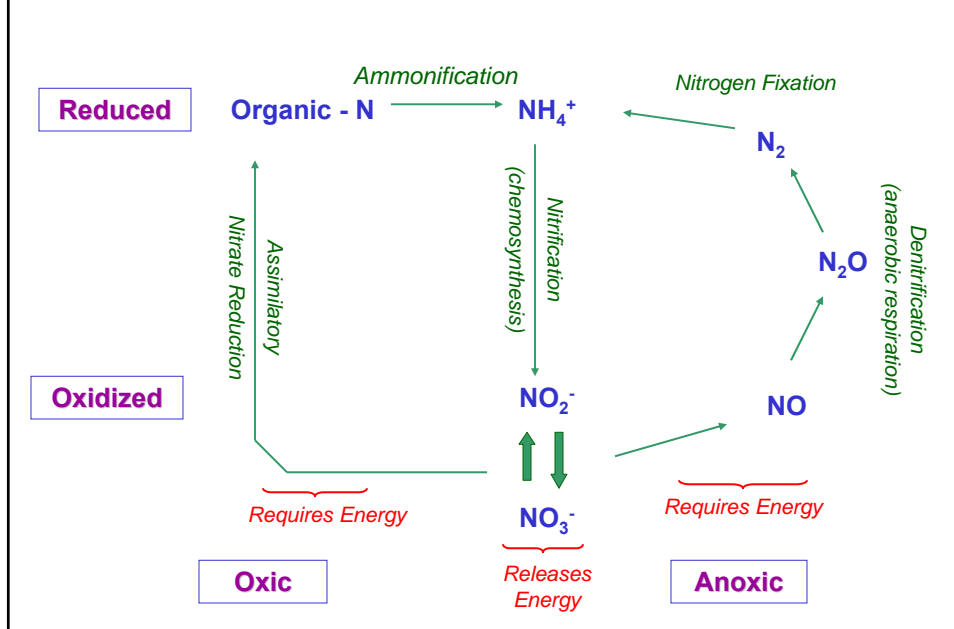 Ammonification
Nitrogen Fixation
Reduced
Organic - N
NH₄⁺
N₂
Nitrification
(chemosynthesis)
Assimilatory
Nitrate Reduction
N₂O
Denitrification
(anaerobic respiration)
Oxidized
NO₂⁻
NO
Requires Energy
NO₃⁻
Requires Energy
Oxic
Releases
Energy
Anoxic